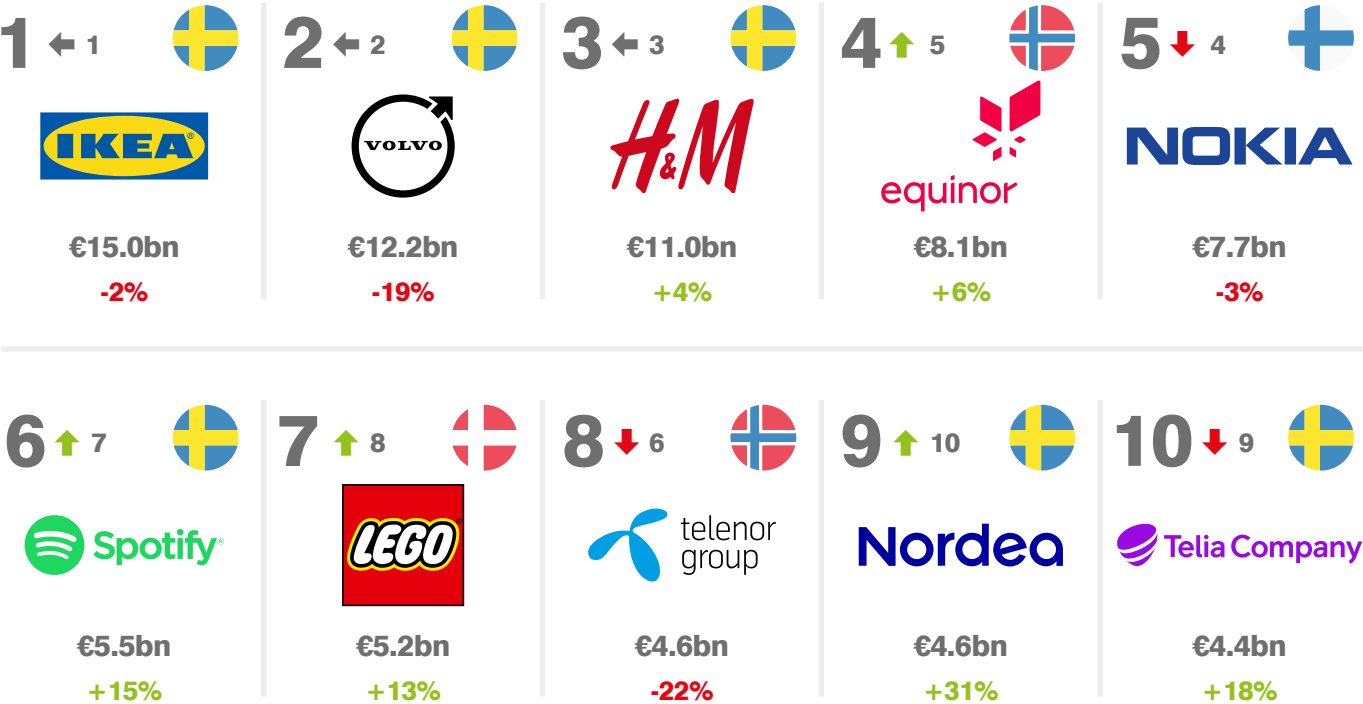 1 1
IKEA®
€15.0bn
-2%
2 2
VOLVO
€12.2bn
-19%
3 3
H&M
€11.0bn
+4%
4 5
equinor
€8.1bn
+6%
5 4
NOKIA
€7.7bn
-3%
6 7
Spotify®
€5.5bn
+15%
7 8
LEGO
€5.2bn
+13%
8 6
telenor
group
€4.6bn
-22%
9 10
Nordea
€4.6bn
+31%
10 9
Telia Company
€4.4bn
+18%